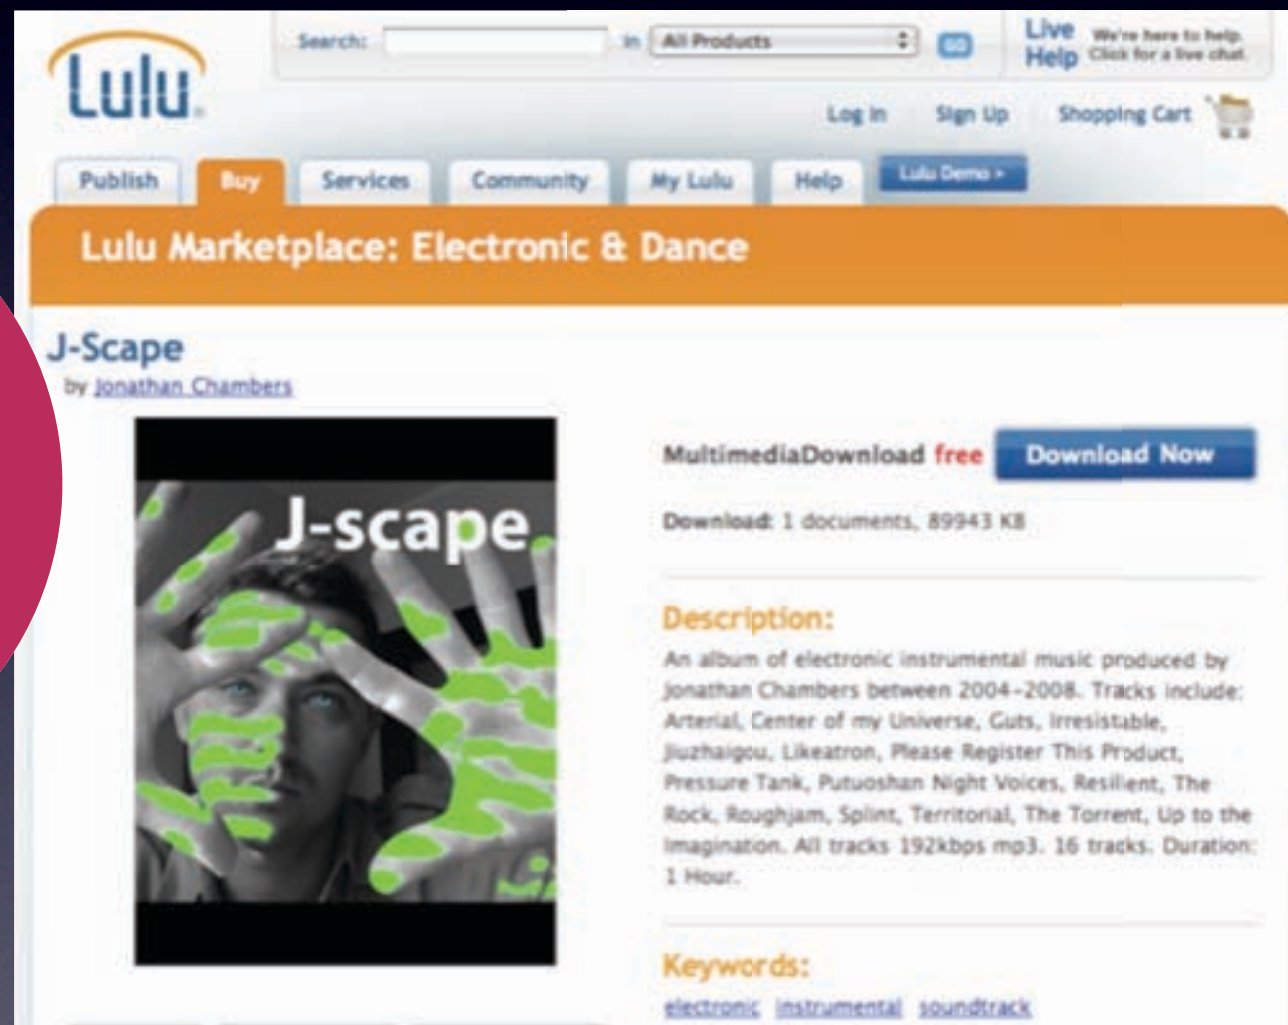 Lulu
Search:
in All Products
GO
Live Help
We're here to help.
Click for a live chat.
Log In Sign Up Shopping Cart
Publish Buy Services Community My Lulu Help Lulu Demo >
Lulu Marketplace: Electronic & Dance
J-Scape
by Jonathan Chambers
J-scape
MultimediaDownload free Download Now
Download: 1 documents, 89943 KB
Description:
An album of electronic instrumental music produced by
Jonathan Chambers between 2004-2008. Tracks include:
Arterial, Center of my Universe, Guts, Irresistable,
Jiuzhaigou, Likeatron, Please Register This Product,
Pressure Tank, Putuoshan Night Voices, Resilient, The
Rock, Roughjam, Splint, Territorial, The Torrent, Up to the
Imagination. All tracks 192kbps mp3. 16 tracks. Duration:
1 Hour.
Keywords:
electronic instrumental soundtrack